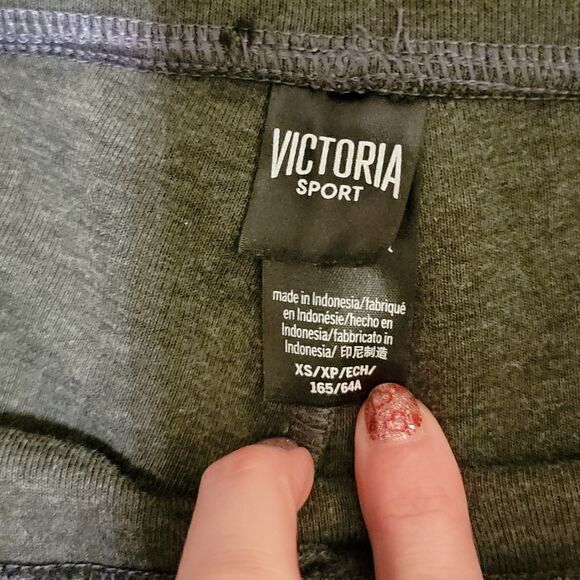 VICTORIA
SPORT
made in Indonesia/fabriqué
en Indonésie/hecho en
Indonesia/fabbricato in
Indonesia/ 印尼制造
XS/XP/ECH/
165/64A